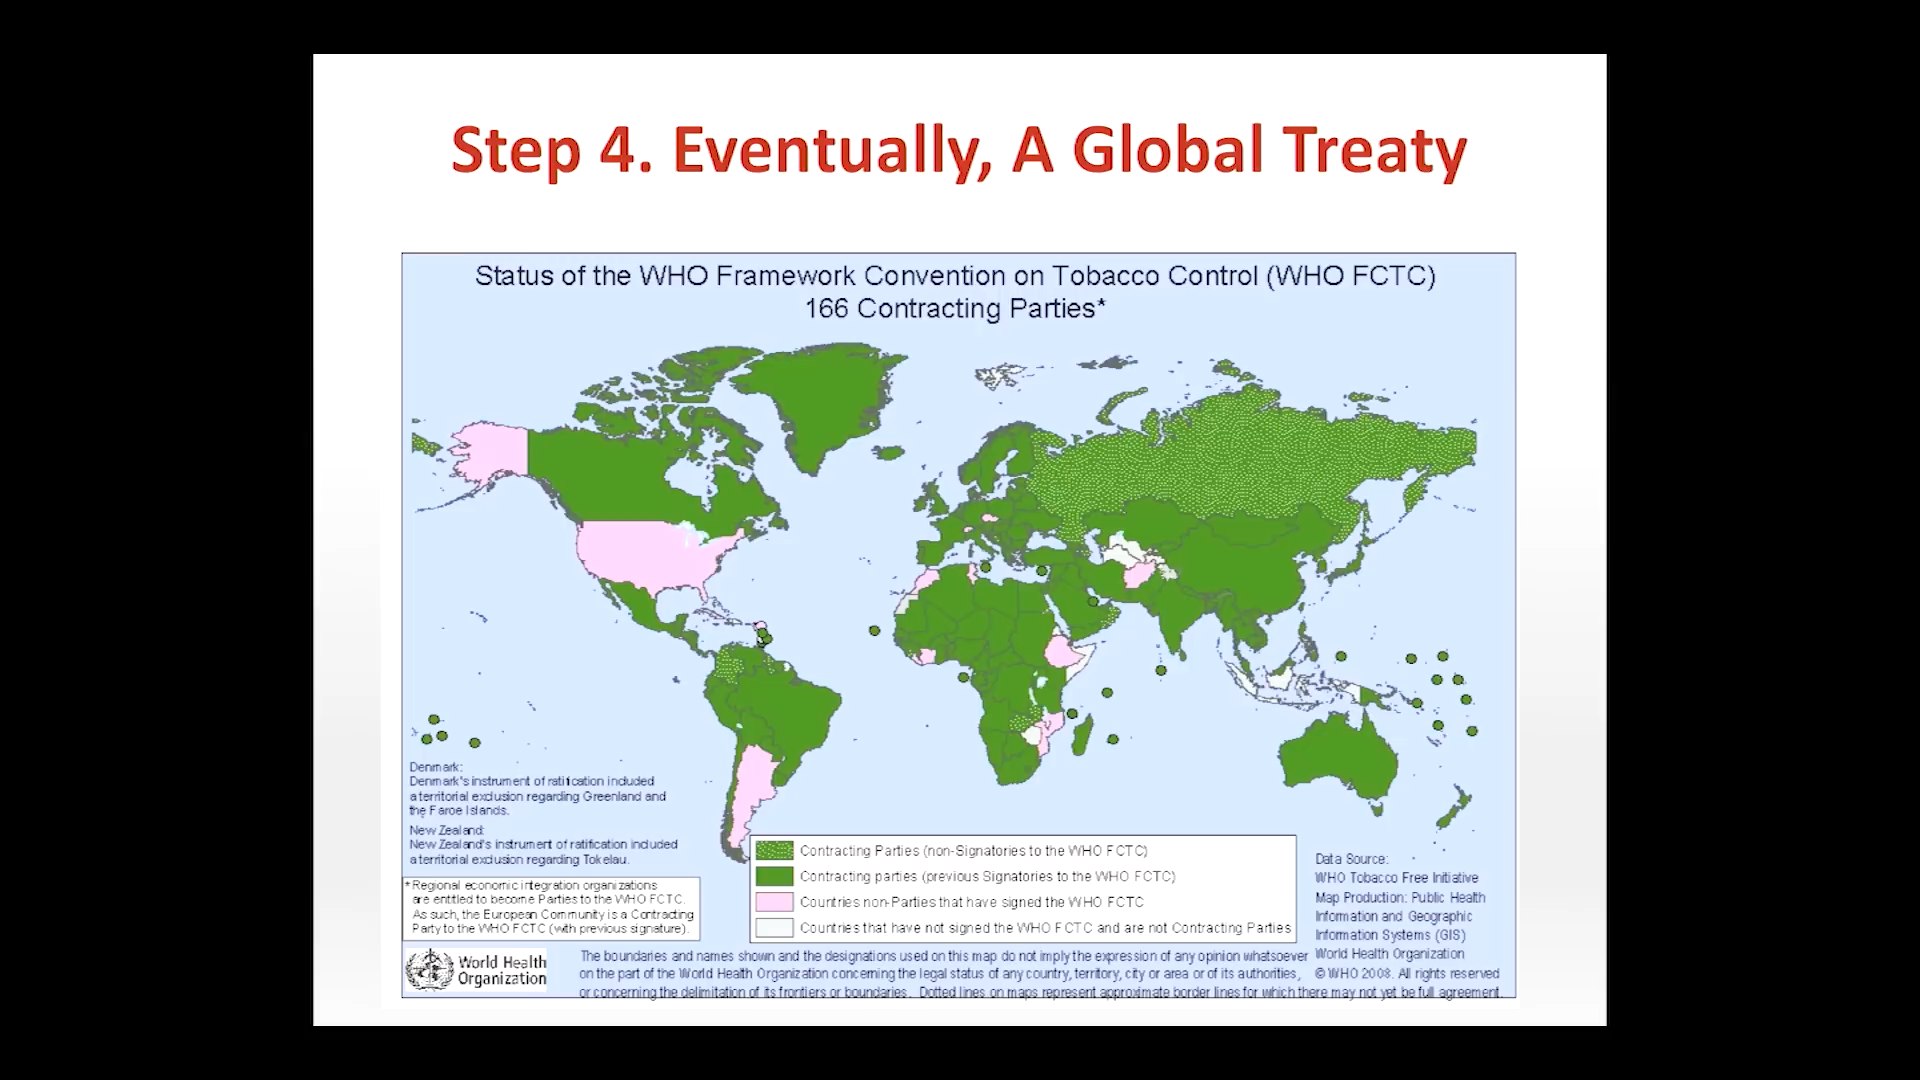 Step 4. Eventually, A Global Treaty
Status of the WHO Framework Convention on Tobacco Control (WHO FCTC)
166 Contracting Parties*
Denmark:
Denmark's instrument of ratification included
a territorial exclusion regarding Greenland and
the Faroe Islands.
New Zealand:
New Zealand's instrument of ratification included
a territorial exclusion regarding Tokelau.
* Regional economic integration organizations
are entitled to become Parties to the WHO FCTC.
As such, the European Community is a Contracting
Party to the WHO FCTC (with previous signature).
Contracting Parties (non-Signatories to the WHO FCTC)
Contracting parties (previous Signatories to the WHO FCTC)
Countries non-Parties that have signed the WHO FCTC
Countries that have not signed the WHO FCTC and are not Contracting Parties
Data Source:
WHO Tobacco Free Initiative
Map Production: Public Health
Information and Geographic
Information Systems (GIS)
World Health Organization
© WHO 2008. All rights reserved
World Health
Organization
The boundaries and names shown and the designations used on this map do not imply the expression of any opinion whatsoever
on the part of the World Health Organization concerning the legal status of any country, territory, city or area or of its authorities,
or concerning the delimitation of its frontiers or boundaries. Dotted lines on maps represent approximate border lines for which there may not yet be full agreement.